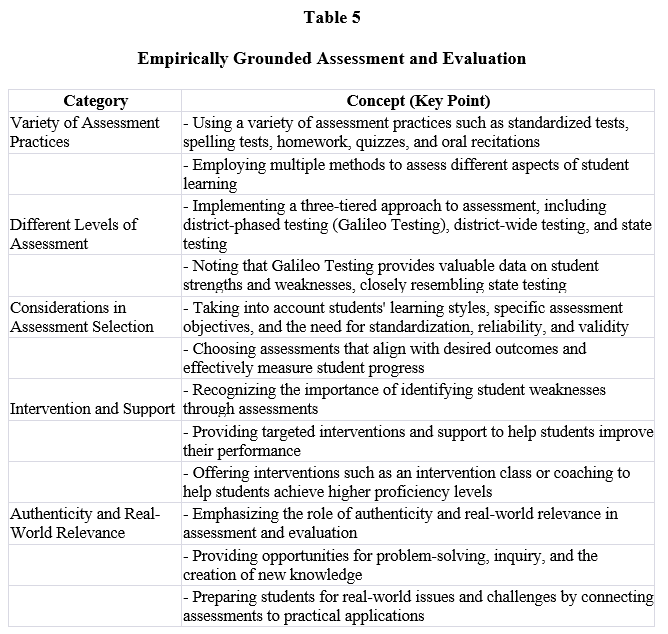 Table 5
Empirically Grounded Assessment and Evaluation
Category
Concept (Key Point)
Variety of Assessment
Practices
- Using a variety of assessment practices such as standardized tests,
spelling tests, homework, quizzes, and oral recitations
- Employing multiple methods to assess different aspects of student
learning
Different Levels of
Assessment
- Implementing a three-tiered approach to assessment, including
district-phased testing (Galileo Testing), district-wide testing, and state
testing
- Noting that Galileo Testing provides valuable data on student
strengths and weaknesses, closely resembling state testing
Considerations in
Assessment Selection
- Taking into account students' learning styles, specific assessment
objectives, and the need for standardization, reliability, and validity
- Choosing assessments that align with desired outcomes and
effectively measure student progress
Intervention and Support
- Recognizing the importance of identifying student weaknesses
through assessments
- Providing targeted interventions and support to help students improve
their performance
- Offering interventions such as an intervention class or coaching to
help students achieve higher proficiency levels
Authenticity and Real-
World Relevance
- Emphasizing the role of authenticity and real-world relevance in
assessment and evaluation
- Providing opportunities for problem-solving, inquiry, and the
creation of new knowledge
- Preparing students for real-world issues and challenges by connecting
assessments to practical applications